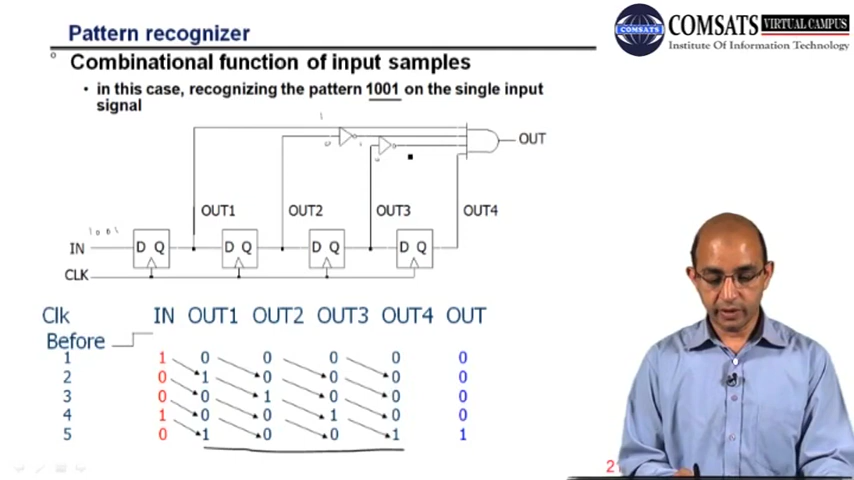 Pattern recognizer
COMSATS VIRTUAL CAMPUS
COMSATS
Institute Of Information Technology
Combinational function of input samples
• in this case, recognizing the pattern 1001 on the single input
signal
1
OUT
OUT1 OUT2 OUT3 OUT4
1001
IN D Q D Q D Q D Q
CLK
Clk IN OUT1 OUT2 OUT3 OUT4 OUT
Before
1 1 0 0 0 0 0
2 0 1 0 0 0 0
3 0 0 1 0 0 0
4 1 0 0 1 0 0
5 0 1 0 0 1 1